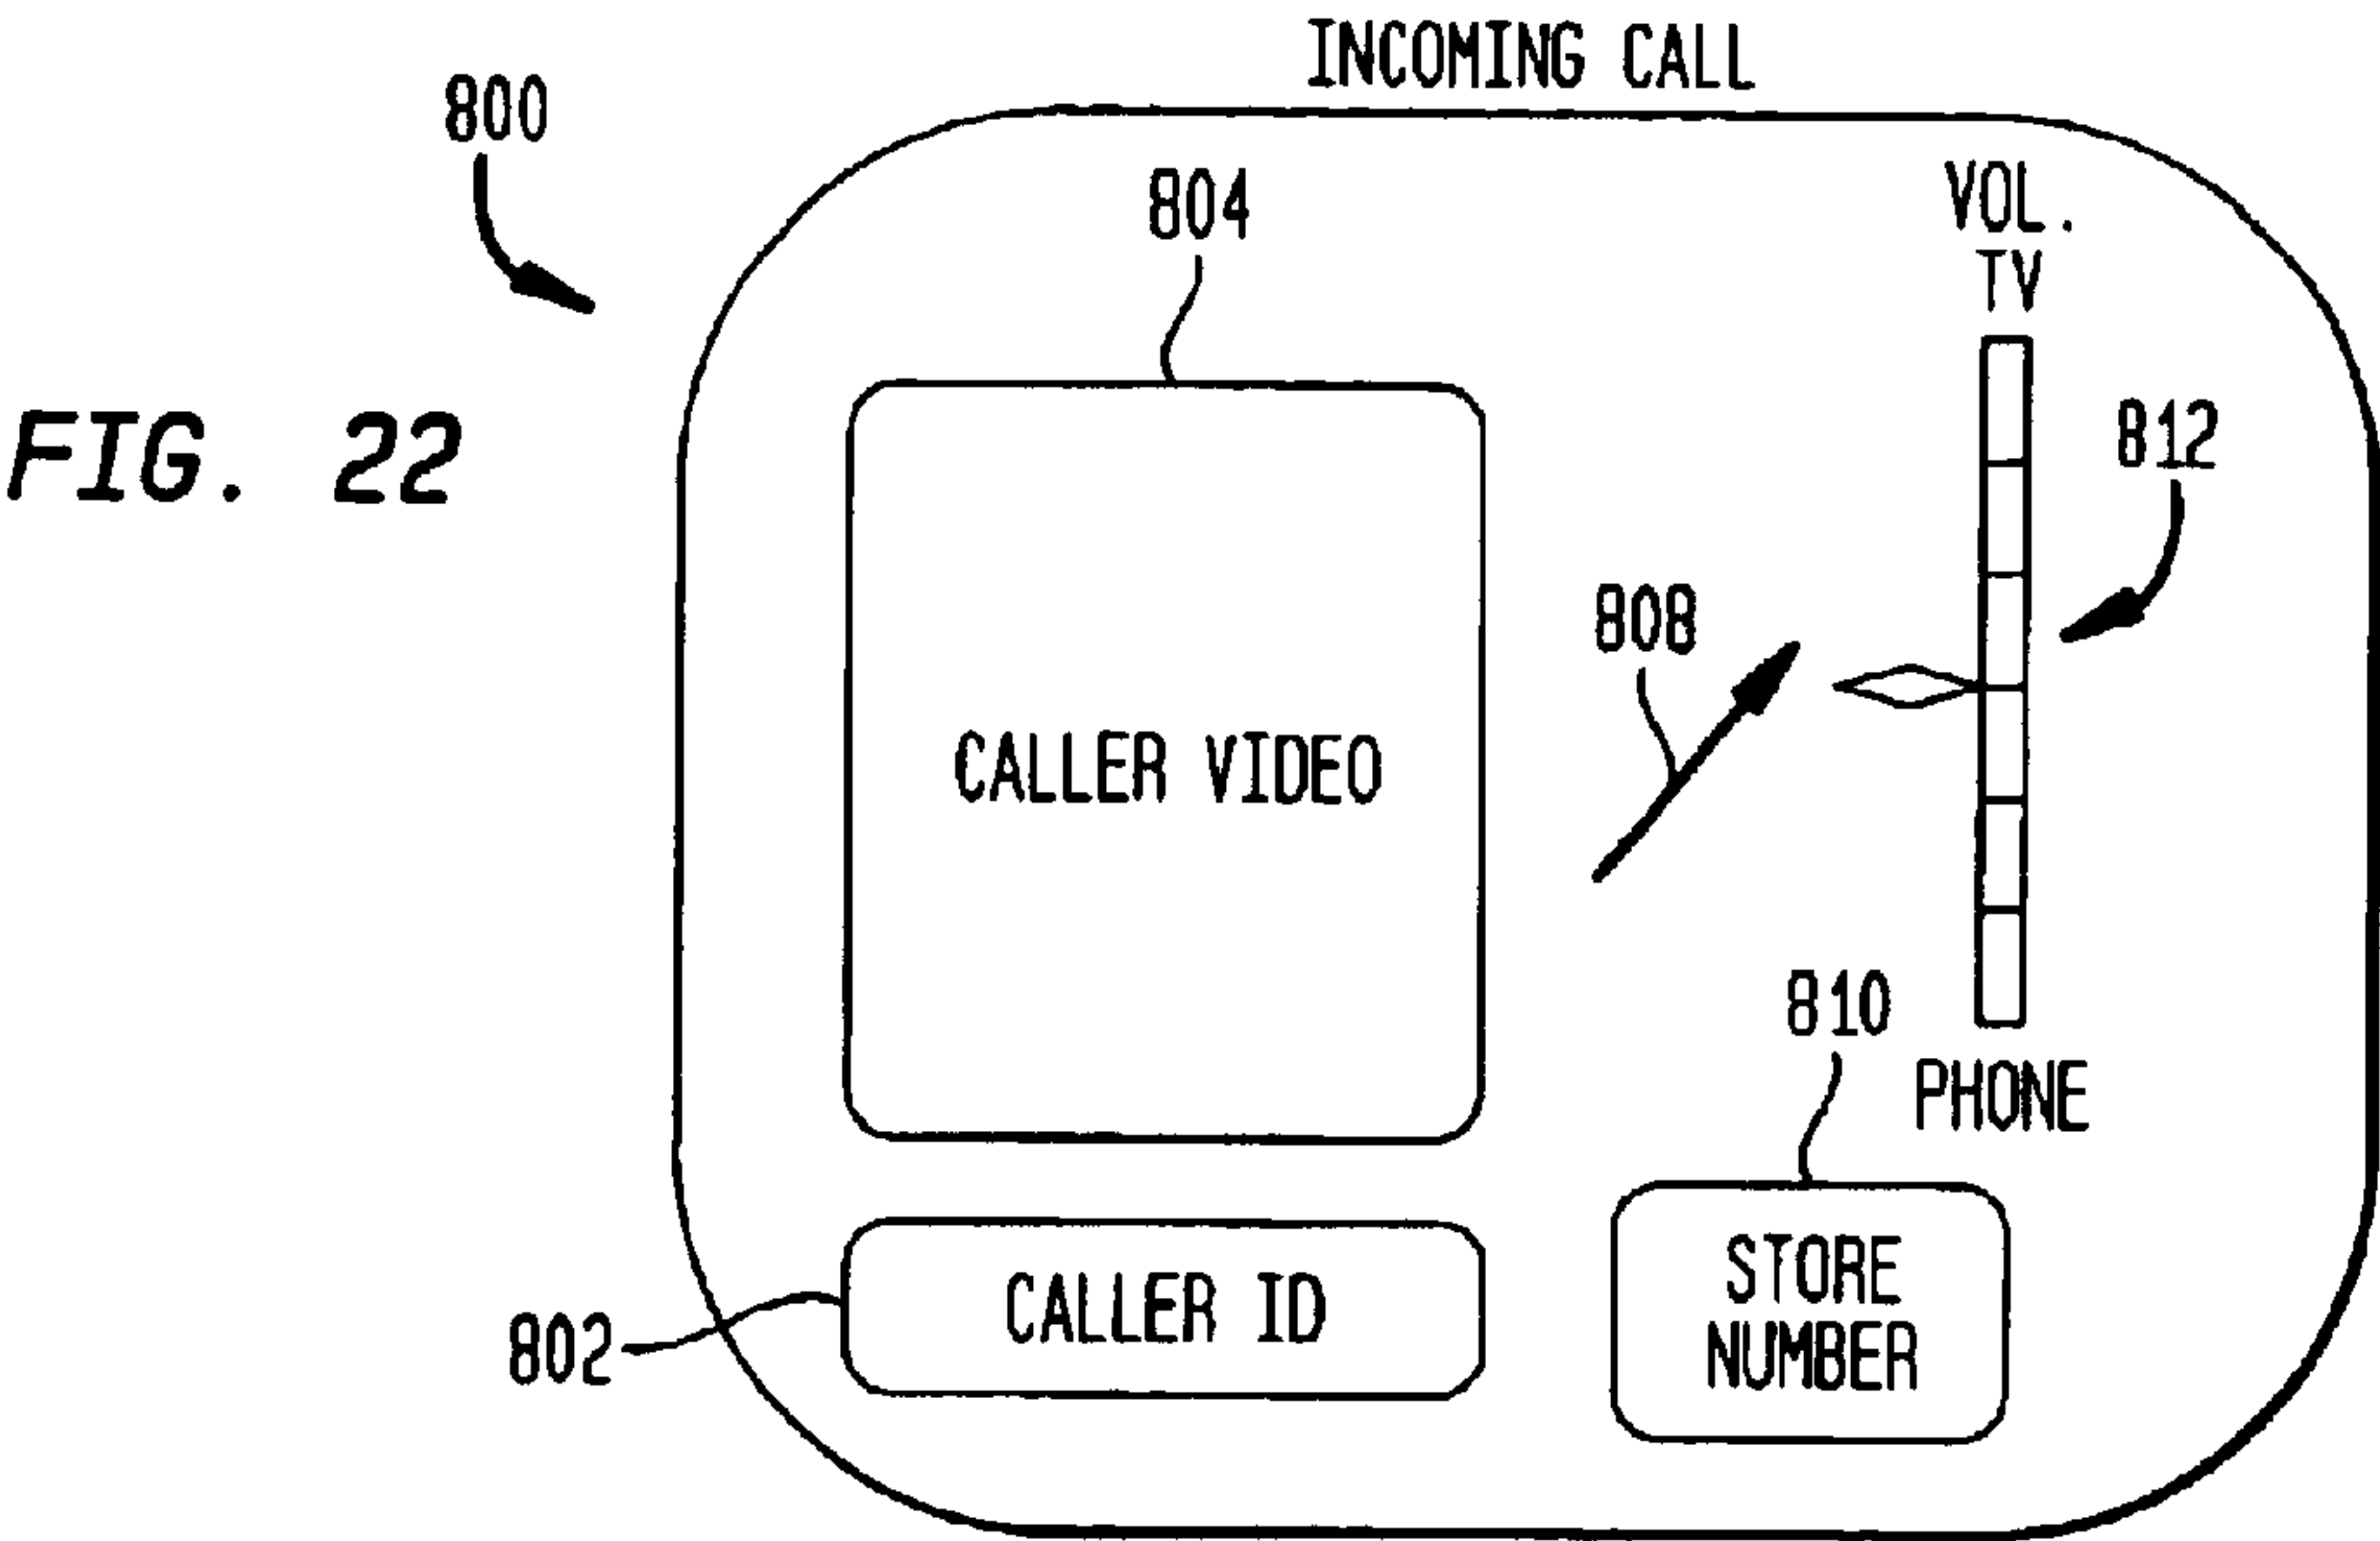 INCOMING CALL
800
804
VOL.
TV
FIG. 22
812
808
CALLER VIDEO
810
PHONE
STORE
NUMBER
CALLER ID
802